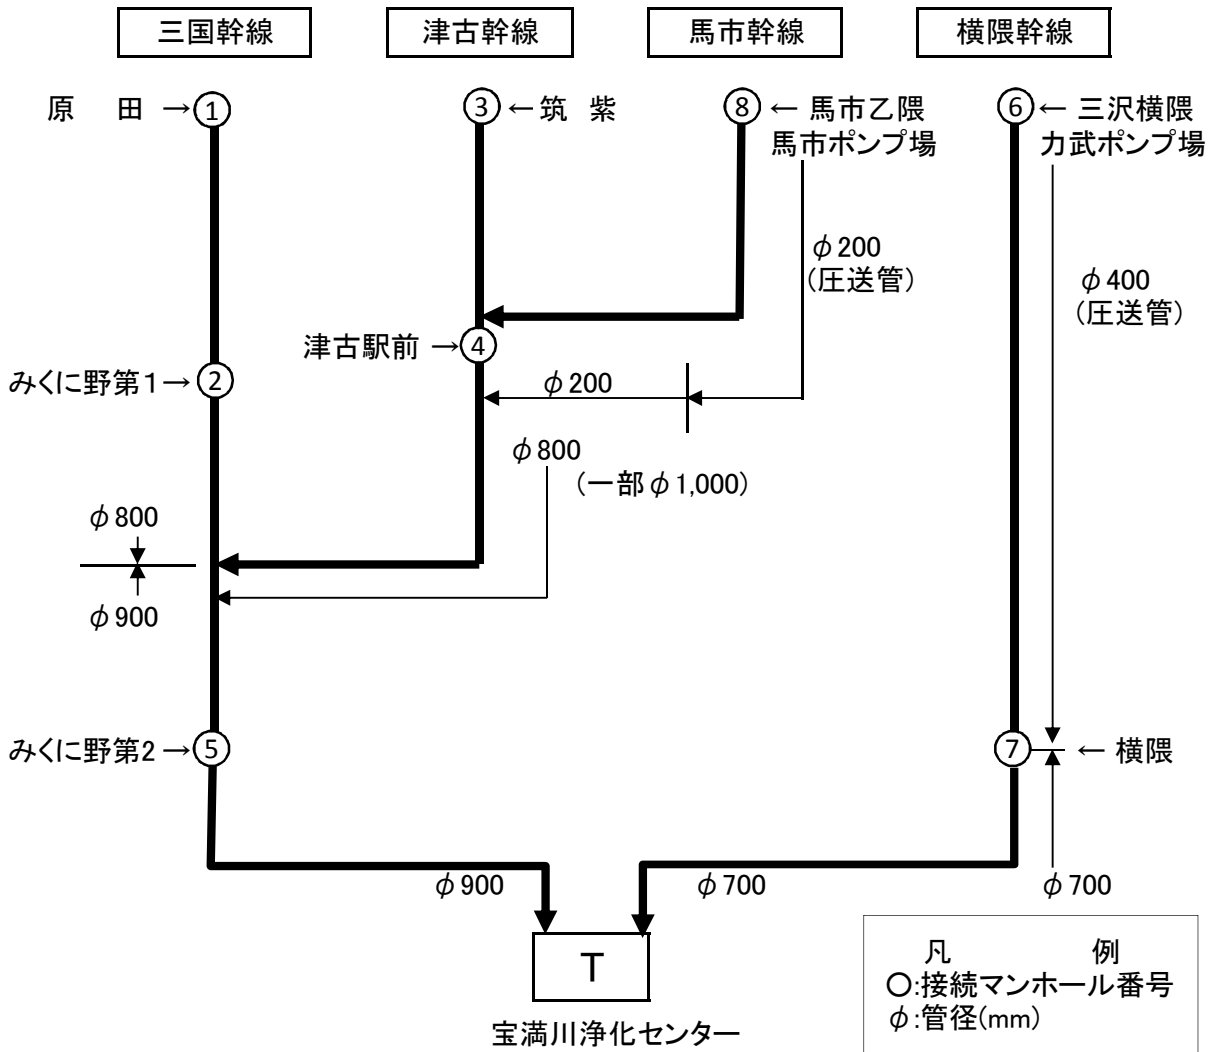 三国幹線
津古幹線
馬市幹線
横隈幹線
原 田 →①
③←筑 紫
⑧← 馬市乙隈
馬市ポンプ場
⑥← 三沢横隈
力武ポンプ場
φ200
(圧送管)
φ400
(圧送管)
津古駅前 →④
みくに野第1→②
φ200
φ800
(一部φ1,000)
φ800
φ900
みくに野第2→⑤
⑦ ← 横隈
φ900
φ700
φ700
T
宝満川浄化センター
凡 例
○:接続マンホール番号
φ:管径(mm)